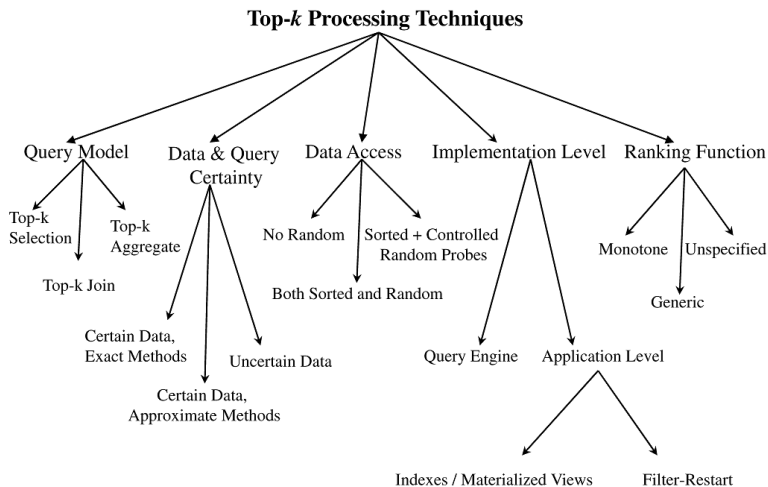 Top-k Processing Techniques
Query Model
Data & Query
Certainty
Data Access
Implementation Level
Ranking Function
Top-k
Selection
Top-k
Aggregate
Top-k Join
No Random
Sorted + Controlled
Random Probes
Both Sorted and Random
Monotone
Unspecified
Generic
Certain Data,
Exact Methods
Uncertain Data
Certain Data,
Approximate Methods
Query Engine
Application Level
Indexes / Materialized Views
Filter-Restart